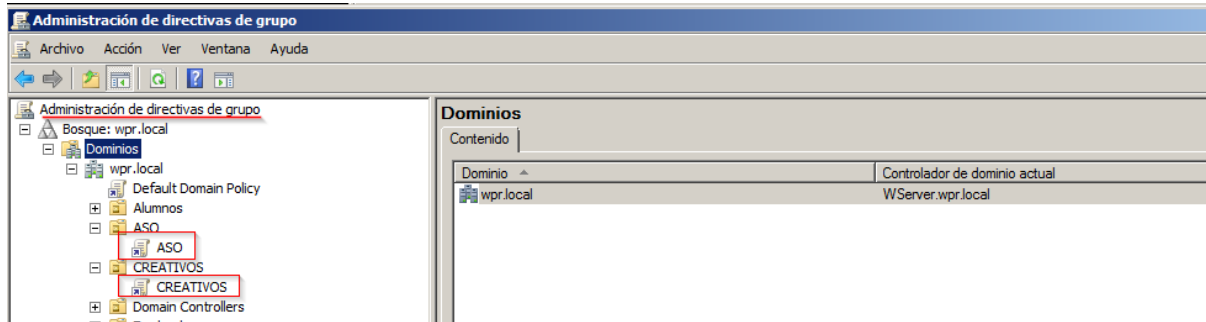 Administración de directivas de grupo
Archivo Acción Ver Ventana Ayuda
Administración de directivas de grupo
Bosque: wpr.local
Dominios
wpr.local
Default Domain Policy
Alumnos
ASO
ASO
CREATIVOS
CREATIVOS
Domain Controllers
Dominios
Contenido
Dominio Controlador de dominio actual
wpr.local WServer.wpr.local